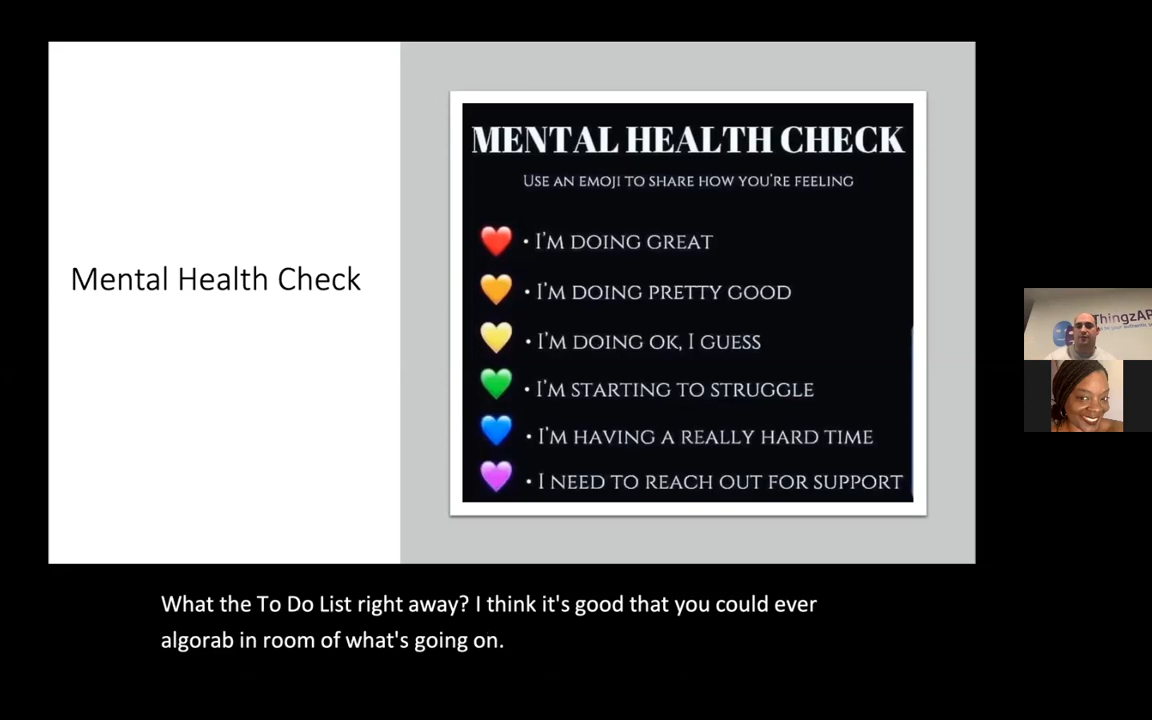 Mental Health Check
MENTAL HEALTH CHECK
USE AN EMOJI TO SHARE HOW YOU'RE FEELING
• I'M DOING GREAT
• I'M DOING PRETTY GOOD
• I'M DOING OK, I GUESS
• I'M STARTING TO STRUGGLE
• I'M HAVING A REALLY HARD TIME
• I NEED TO REACH OUT FOR SUPPORT
ThingzAP
What the To Do List right away? I think it's good that you could ever
algorab in room of what's going on.